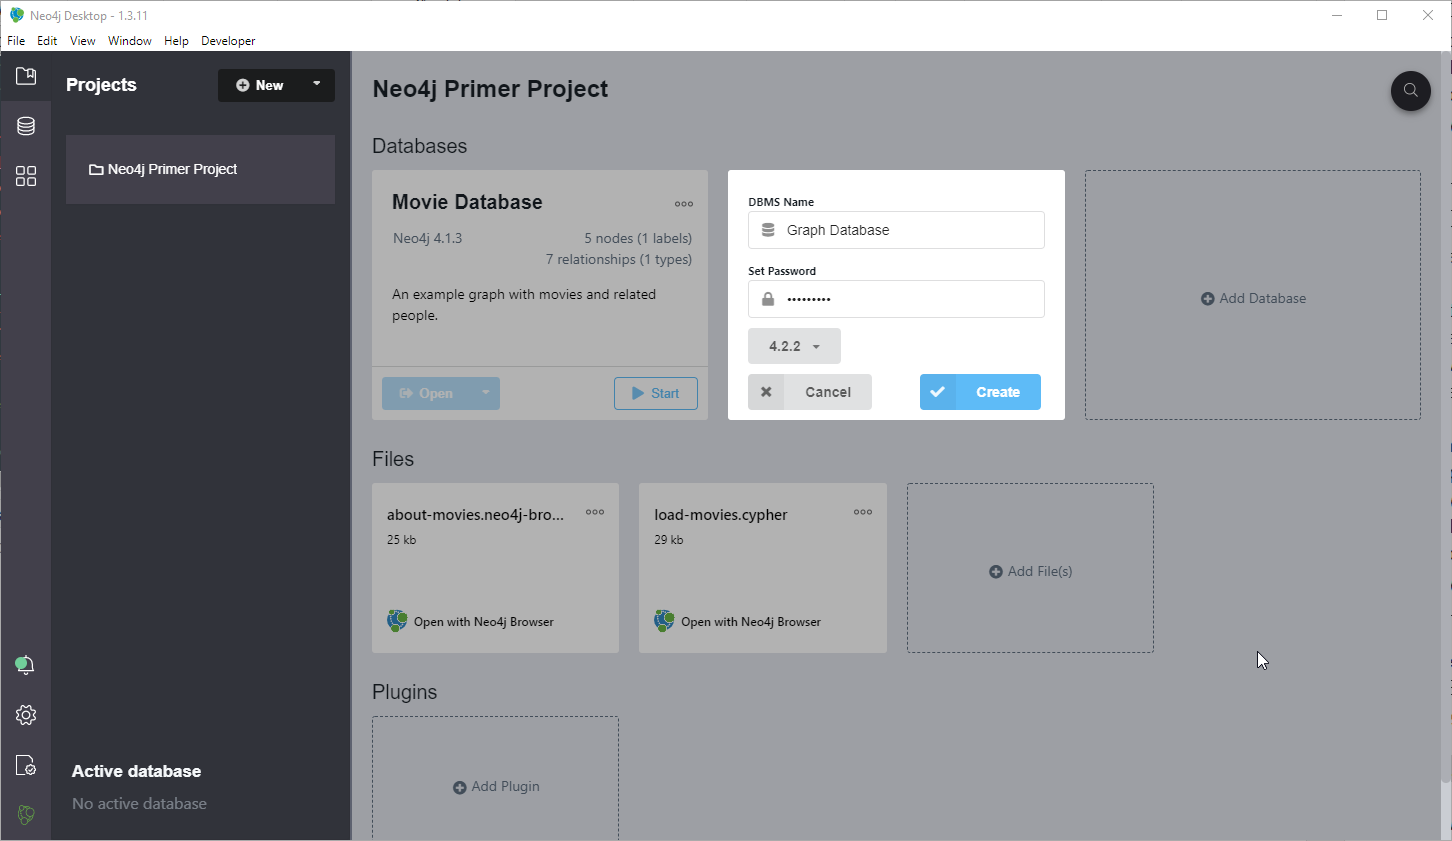 Neo4j Desktop - 1.3.11
File Edit View Window Help Developer
Projects
New
Neo4j Primer Project
Active database
No active database
Neo4j Primer Project
Databases
Movie Database
Neo4j 4.1.3
5 nodes (1 labels)
7 relationships (1 types)
An example graph with movies and related
people.
Open
Start
DBMS Name
Graph Database
Set Password
•••••••••
4.2.2
Cancel
Create
Add Database
Files
about-movies.neo4j-bro...
25 kb
Open with Neo4j Browser
load-movies.cypher
29 kb
Open with Neo4j Browser
Add File(s)
Plugins
Add Plugin